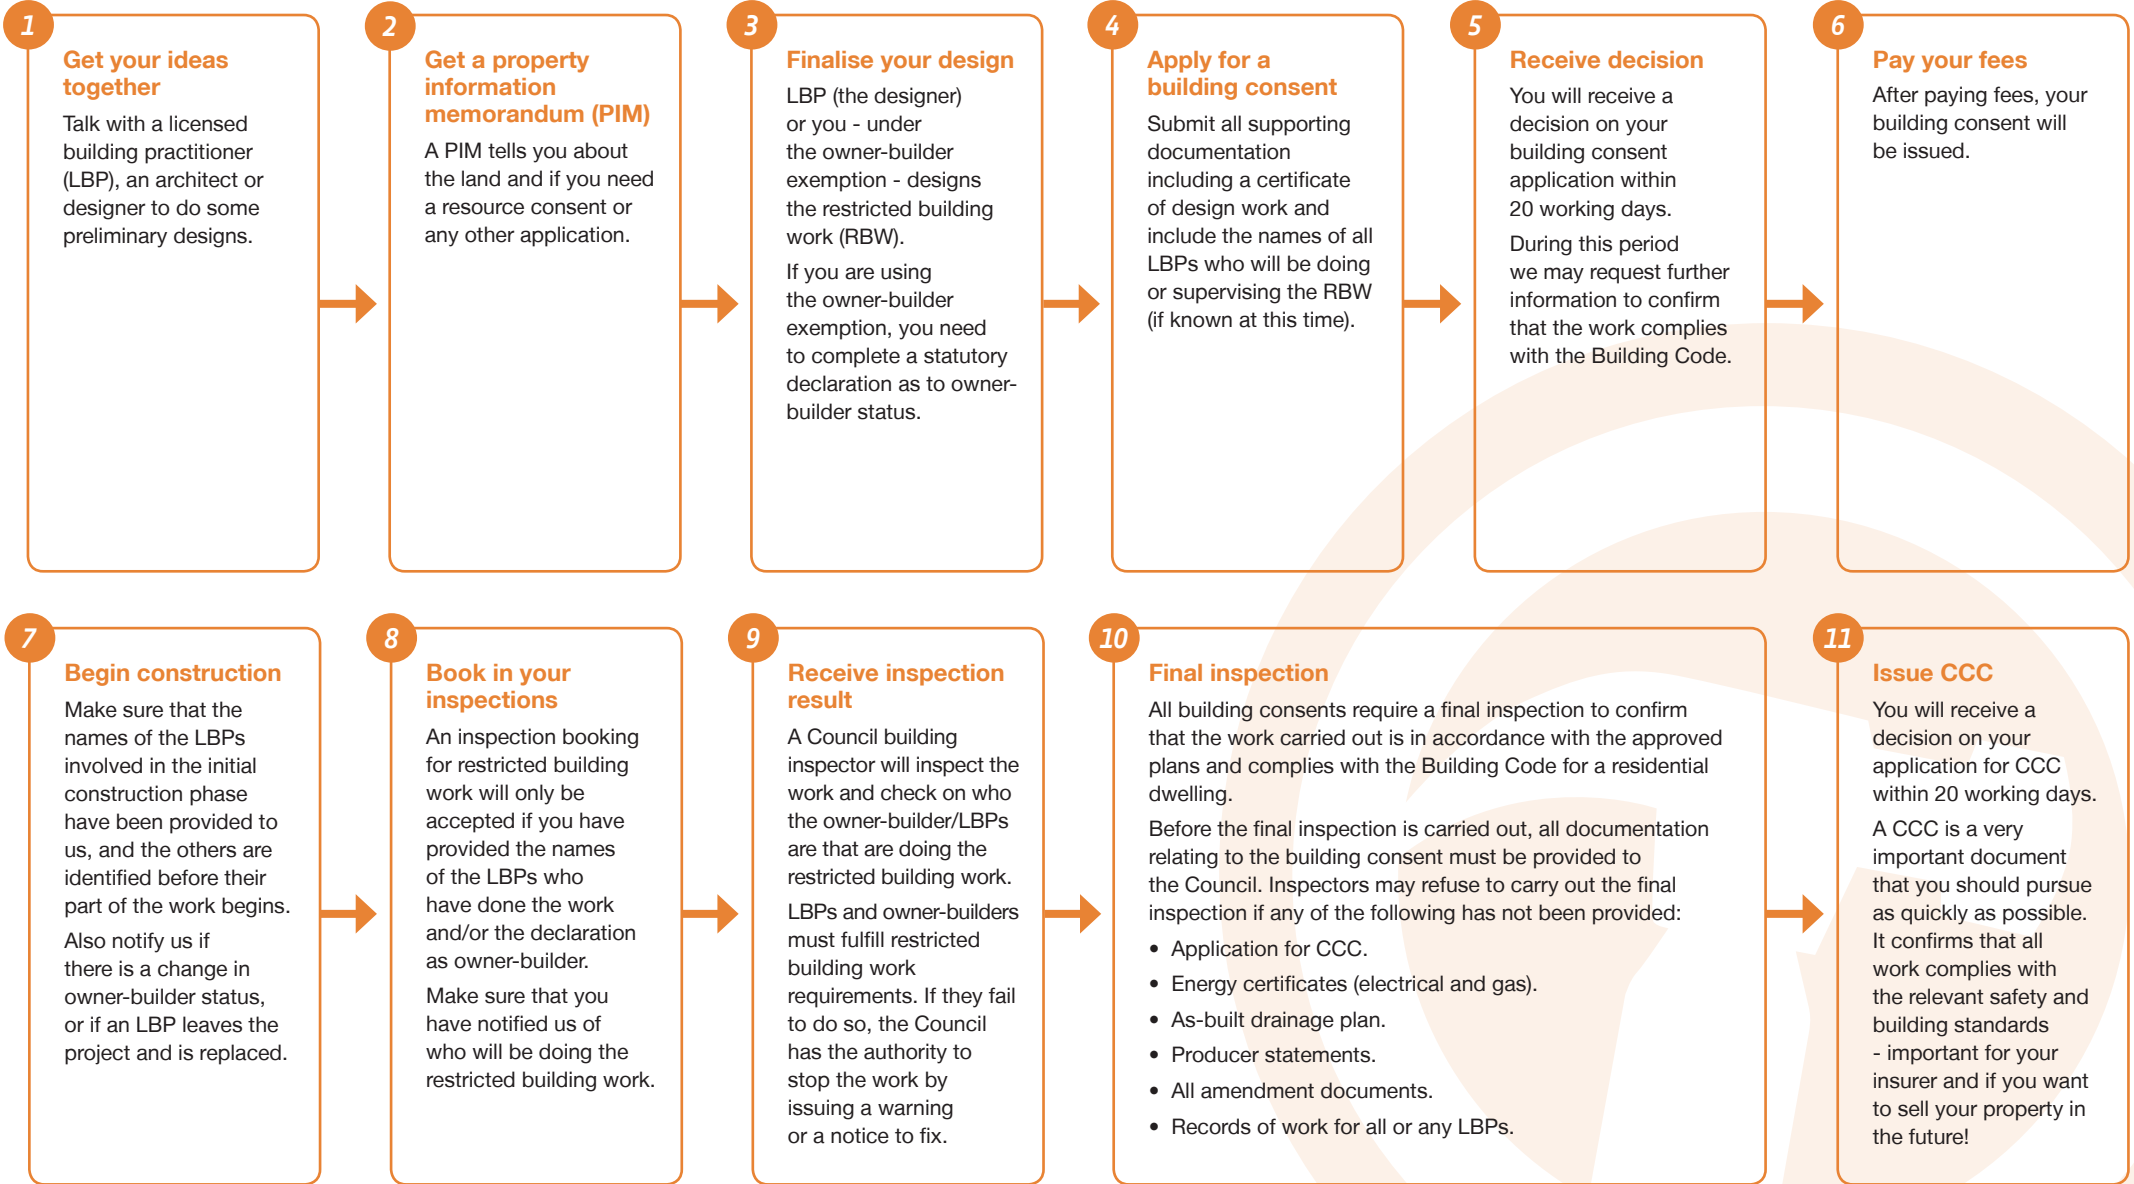 1
Get your ideas
together
Talk with a licensed
building practitioner
(LBP), an architect or
designer to do some
preliminary designs.
2
Get a property
information
memorandum (PIM)
A PIM tells you about
the land and if you need
a resource consent or
any other application.
3
Finalise your design
LBP (the designer)
or you - under
the owner-builder
exemption - designs
the restricted building
work (RBW).
If you are using
the owner-builder
exemption, you need
to complete a statutory
declaration as to owner-
builder status.
4
Apply for a
building consent
Submit all supporting
documentation
including a certificate
of design work and
include the names of all
LBPs who will be doing
or supervising the RBW
(if known at this time).
5
Receive decision
You will receive a
decision on your
building consent
application within
20 working days.
During this period
we may request further
information to confirm
that the work complies
with the Building Code.
6
Pay your fees
After paying fees, your
building consent will
be issued.
7
Begin construction
Make sure that the
names of the LBPs
involved in the initial
construction phase
have been provided to
us, and the others are
identified before their
part of the work begins.
Also notify us if
there is a change in
owner-builder status,
or if an LBP leaves the
project and is replaced.
8
Book in your
inspections
An inspection booking
for restricted building
work will only be
accepted if you have
provided the names
of the LBPs who
have done the work
and/or the declaration
as owner-builder.
Make sure that you
have notified us of
who will be doing the
restricted building work.
9
Receive inspection
result
A Council building
inspector will inspect the
work and check on who
the owner-builder/LBPs
are that are doing the
restricted building work.
LBPs and owner-builders
must fulfill restricted
building work
requirements. If they fail
to do so, the Council
has the authority to
stop the work by
issuing a warning
or a notice to fix.
10
Final inspection
All building consents require a final inspection to confirm
that the work carried out is in accordance with the approved
plans and complies with the Building Code for a residential
dwelling.
Before the final inspection is carried out, all documentation
relating to the building consent must be provided to
the Council. Inspectors may refuse to carry out the final
inspection if any of the following has not been provided:
• Application for CCC.
• Energy certificates (electrical and gas).
• As-built drainage plan.
• Producer statements.
• All amendment documents.
• Records of work for all or any LBPs.
11
Issue CCC
You will receive a
decision on your
application for CCC
within 20 working days.
A CCC is a very
important document
that you should pursue
as quickly as possible.
It confirms that all
work complies with
the relevant safety and
building standards
- important for your
insurer and if you want
to sell your property in
the future!